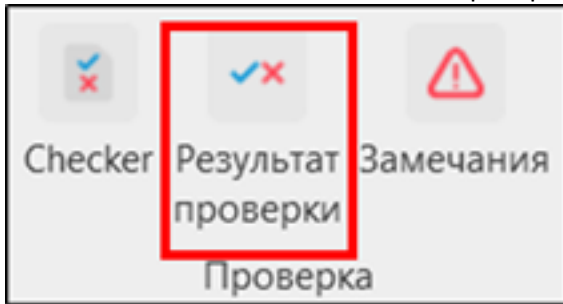 Checker Результат Замечания
проверки
Проверка